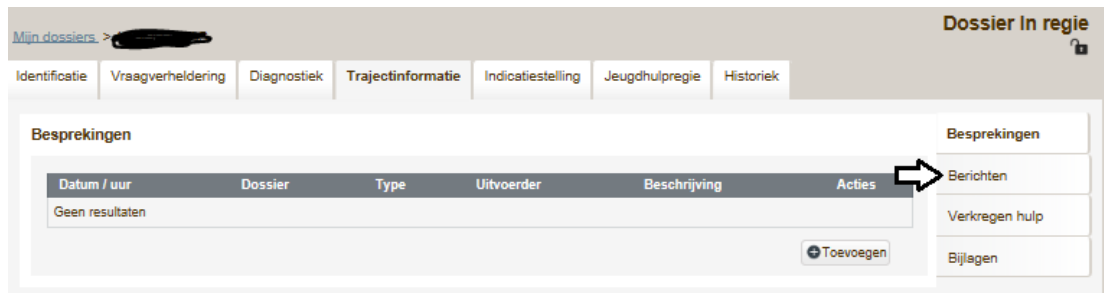 Dossier In regie
Mijn dossiers >
Identificatie Vraagverheldering Diagnostiek Trajectinformatie Indicatiestelling Jeugdhulpregie Historiek
Besprekingen
Datum / uur Dossier Type Uitvoerder Beschrijving Acties
Geen resultaten
Toevoegen
Besprekingen
Berichten
Verkregen hulp
Bijlagen